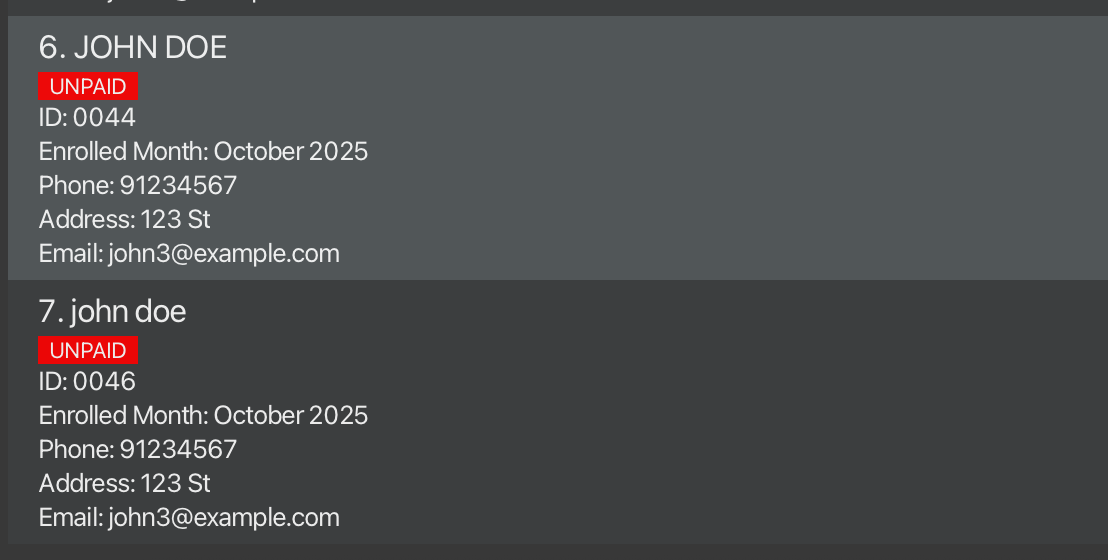 6. JOHN DOE
UNPAID
ID: 0044
Enrolled Month: October 2025
Phone: 91234567
Address: 123 St
Email: john3@example.com
7. john doe
UNPAID
ID: 0046
Enrolled Month: October 2025
Phone: 91234567
Address: 123 St
Email: john3@example.com